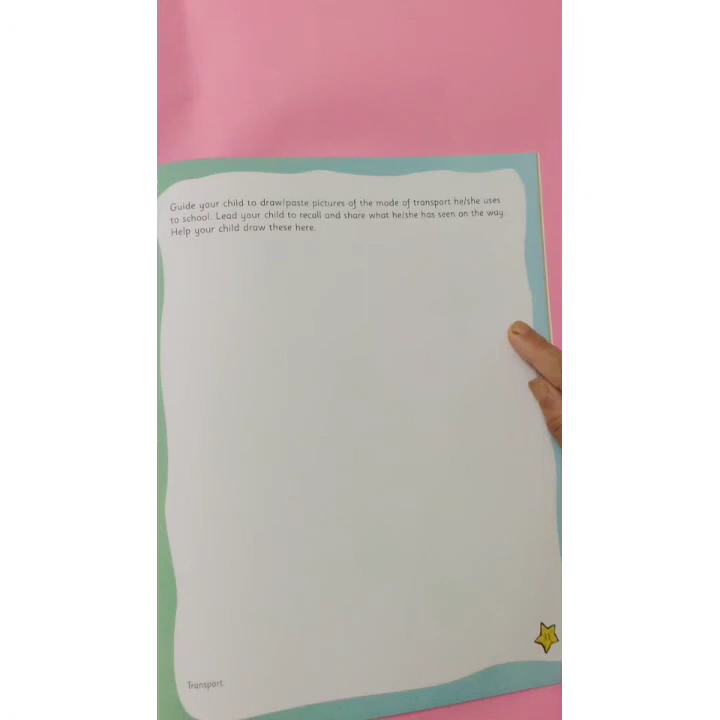 Guide your child to draw/paste pictures of the mode of transport he/she uses
to school. Lead your child to recall and share what he/she has seen on the way.
Help your child draw these here.
11
Transport